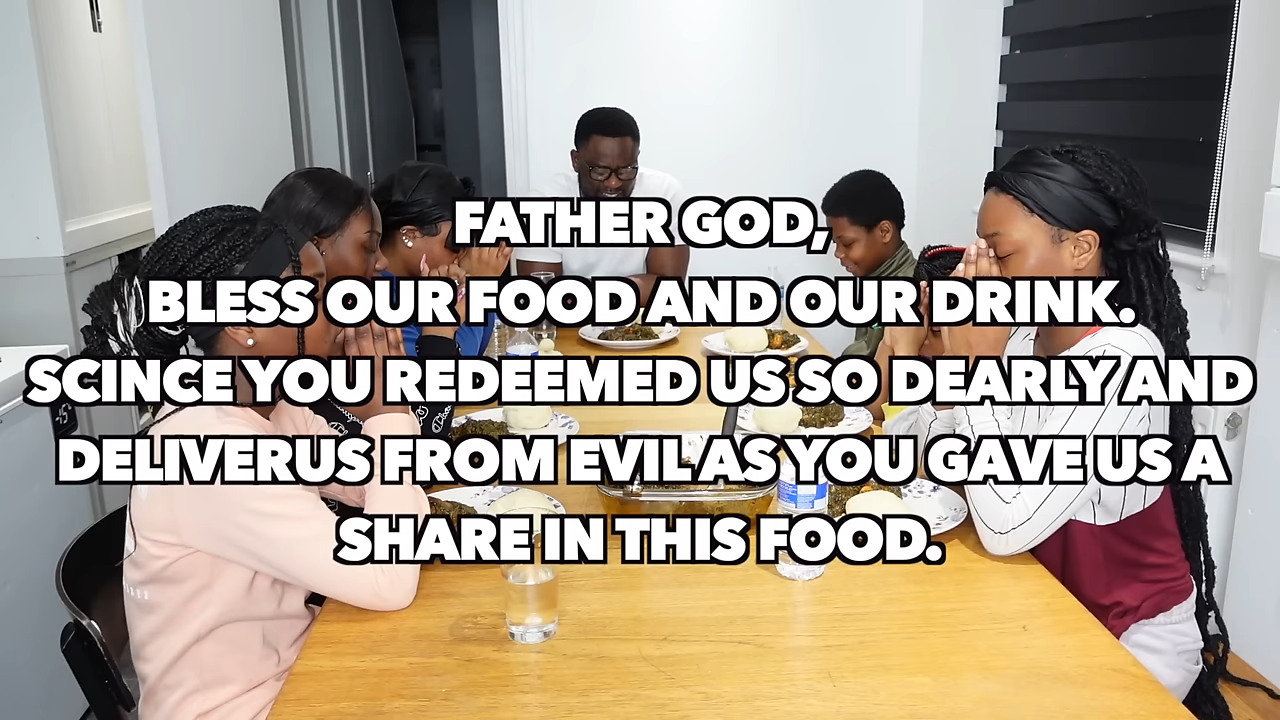 FATHER GOD,
BLESS OUR FOOD AND OUR DRINK.
SCINCE YOU REDEEMED US SO DEARLY AND
DELIVERUS FROM EVIL AS YOU GAVE US A
SHARE IN THIS FOOD.